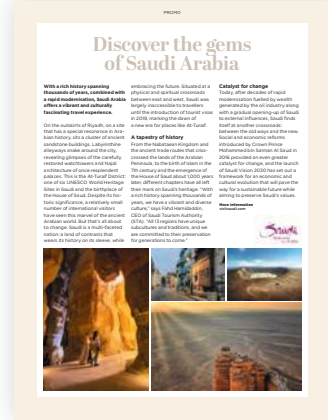 PROMO
Discover the gems
of Saudi Arabia
With a rich history spanning
thousands of years, combined with
a rapid modernisation, Saudi Arabia
offers a vibrant and culturally
fascinating travel experience.
On the outskirts of Riyadh, on a site
that has a special resonance in Ara-
bian history, sits a cluster of ancient
sandstone buildings. Labyrinthine
alleyways snake around the city,
revealing glimpses of the carefully
restored watchtowers and Najdi
architecture of once resplendent
palaces. This is the At-Turaif District:
one of six UNESCO World Heritage
Sites in Saudi and the birthplace of
the House of Saud. Despite its his-
toric significance, a relatively small
number of international visitors
have seen this marvel of the ancient
Arabian world. But that's all about
to change. Saudi is a multi-faceted
nation: a land of contrasts that
wears its history on its sleeve, while
embracing the future. Situated at a
physical and spiritual crossroads
between east and west, Saudi was
largely inaccessible to travellers
until the introduction of tourist visas
in 2019, marking the dawn of
a new era for places like At-Turaif.
A tapestry of history
From the Nabataean Kingdom and
the ancient trade routes that criss-
crossed the lands of the Arabian
Peninsula, to the birth of Islam in the
7th century and the emergence of
the House of Saud about 1,000 years
later, different chapters have all left
their mark on Saudi's heritage. "With
a rich history spanning thousands of
years, we have a vibrant and diverse
culture," says Fahd Hamidaddin,
CEO of Saudi Tourism Authority
(STA). "All 13 regions have unique
subcultures and traditions, and we
are committed to their preservation
for generations to come."
Catalyst for change
Today, after decades of rapid
modernisation fuelled by wealth
generated by the oil industry along
with a gradual opening-up of Saudi
to external influences, Saudi finds
itself at another crossroads:
between the old ways and the new.
Social and economic reforms
introduced by Crown Prince
Mohammed bin Salman Al Saud in
2016 provided an even greater
catalyst for change, and the launch
of Saudi Vision 2030 has set out a
framework for an economic and
cultural evolution that will pave the
way for a sustainable future while
aiming to preserve Saudi's values.
More information
visitsaudi.com
Saudi